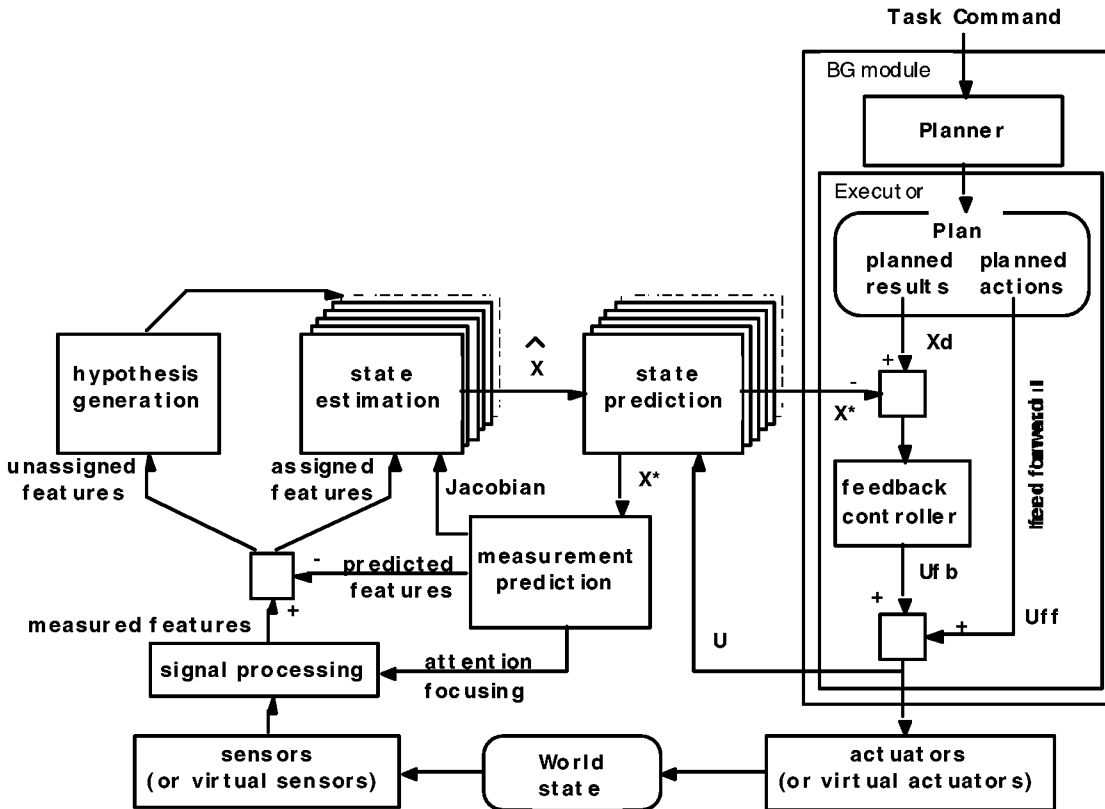 Task Command
BG module
Planner
Executor
Plan
planned results
planned actions
Xd
+
-
X*
feedback controller
Ufb
+
+
Uff
hypothesis generation
state estimation
^
X
state prediction
unassigned features
assigned features
Jacobian
X*
measurement prediction
-
predicted features
+
measured features
U
signal processing
attention focusing
sensors
(or virtual sensors)
World state
actuators
(or virtual actuators)